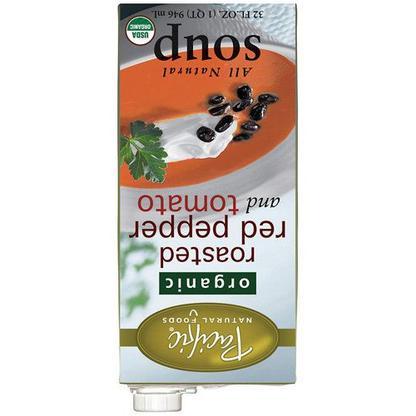 Pacific®
NATURAL FOODS
organic
roasted
red pepper
and tomato
All Natural
soup
USDA
ORGANIC
32 FL.OZ. (1 QT) 946 mL